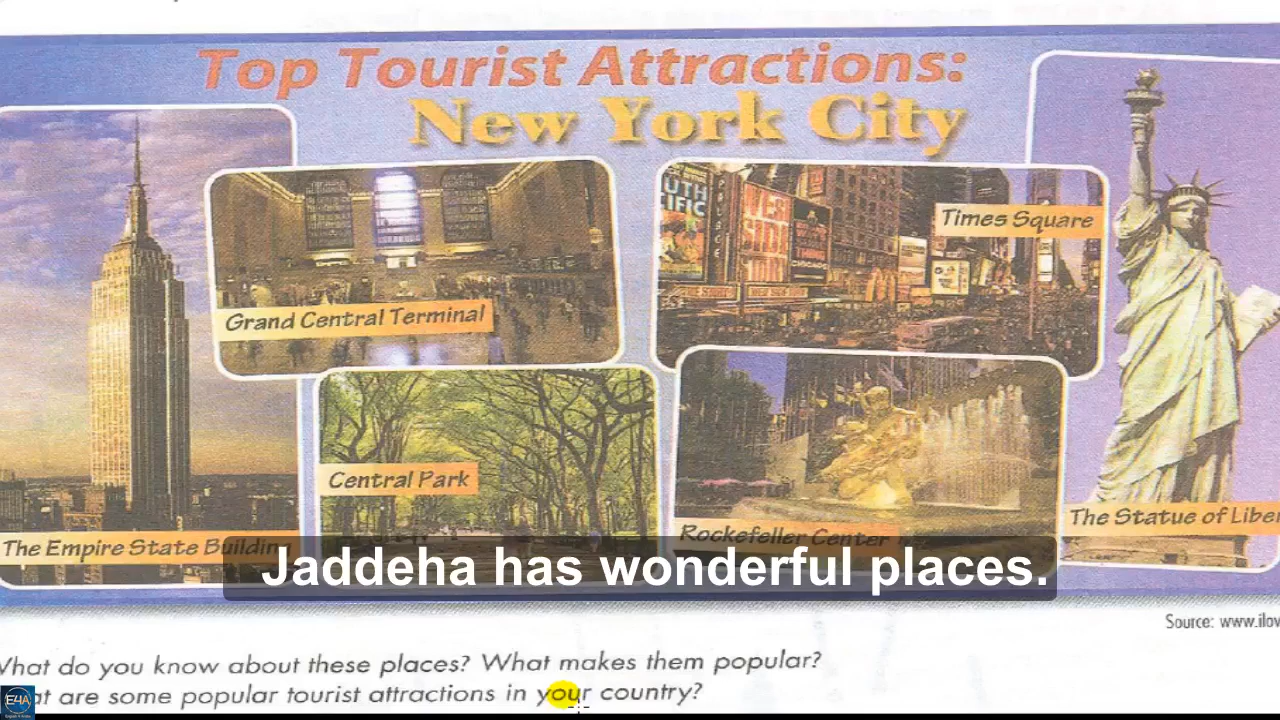 Top Tourist Attractions:
New York City
Times Square
Grand Central Terminal
Central Park
The Statue of Liber
Rockefeller Center
The Empire State Buildin
Jaddeha has wonderful places.
Source: www.ilov
What do you know about these places? What makes them popular?
are some popular tourist attractions in your country?
E4A